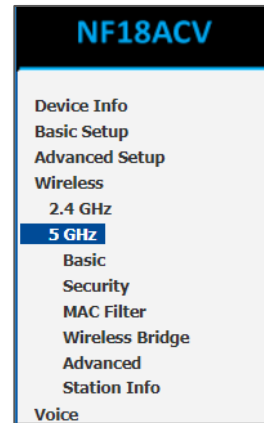 NF18ACV
Device Info
Basic Setup
Advanced Setup
Wireless
2.4 GHz
5 GHz
Basic
Security
MAC Filter
Wireless Bridge
Advanced
Station Info
Voice